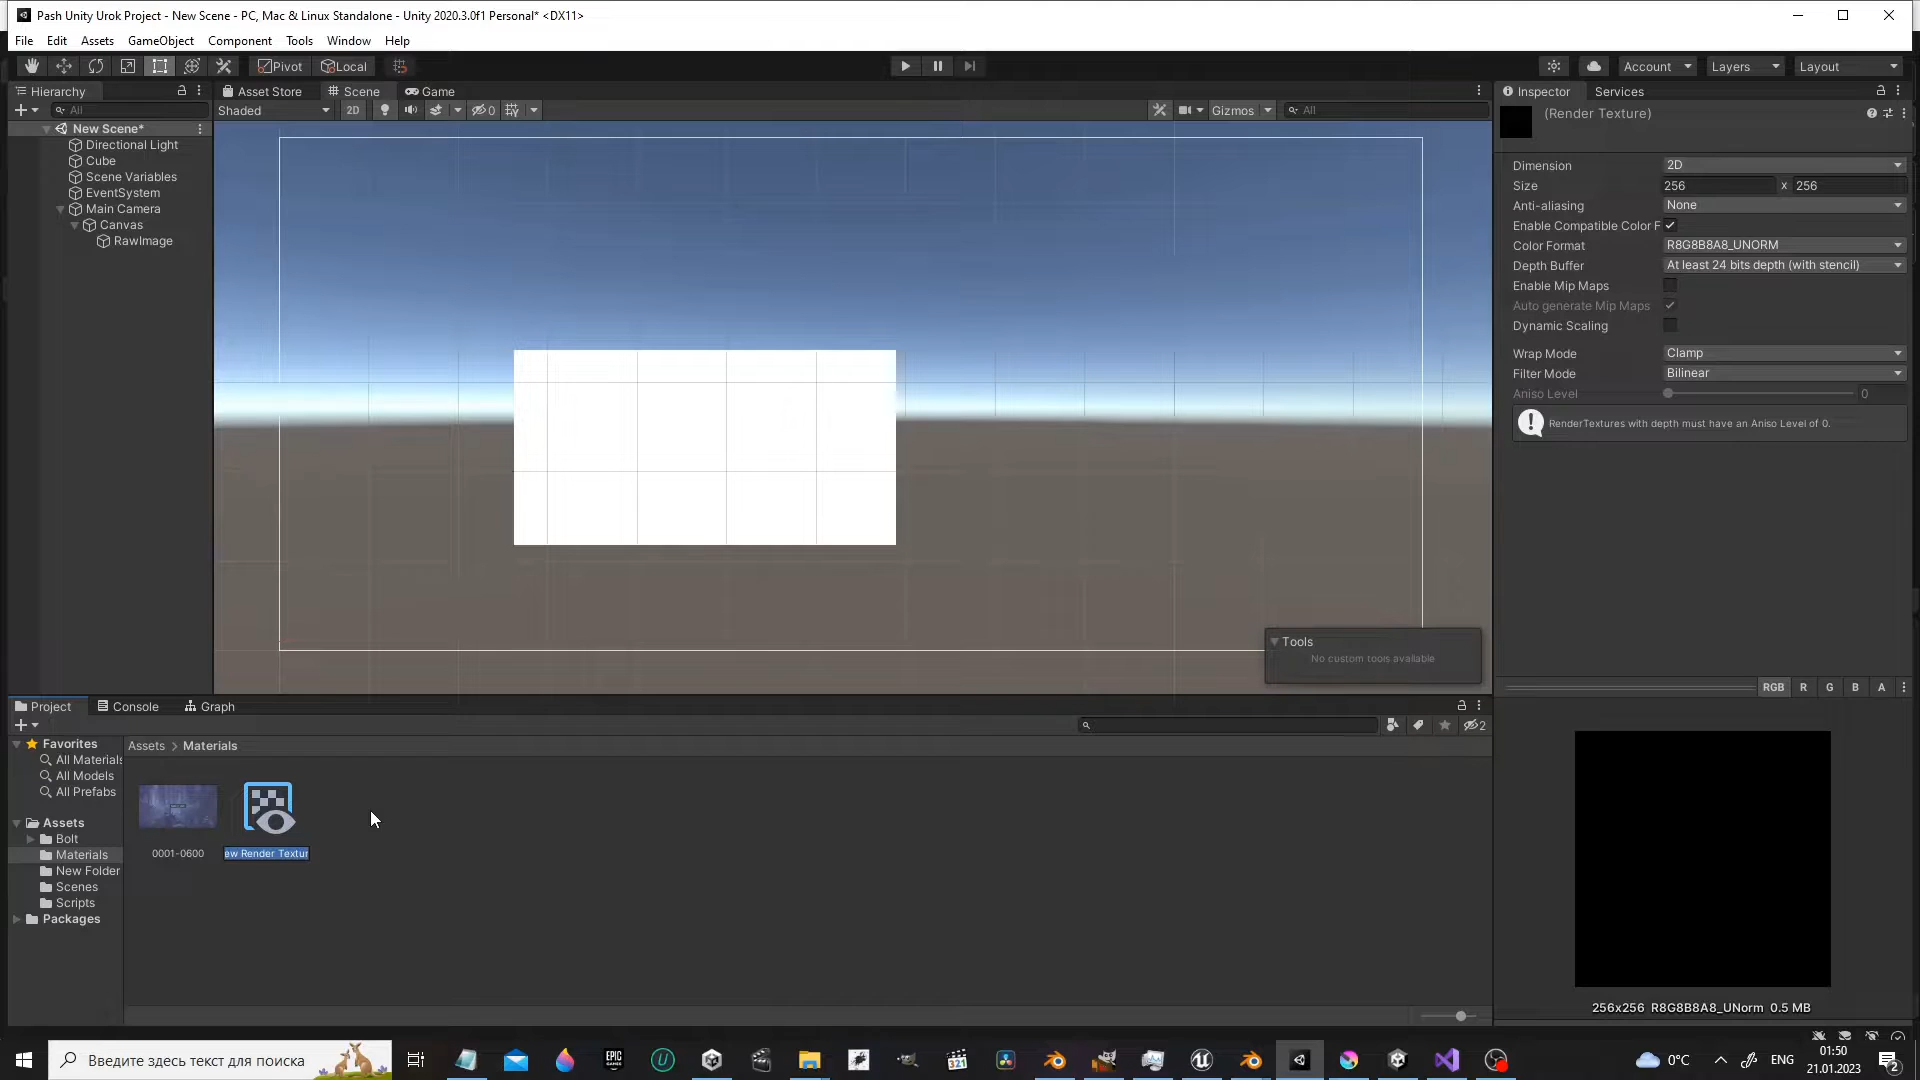 Pash Unity Urok Project - New Scene - PC, Mac & Linux Standalone - Unity 2020.3.0f1 Personal* <DX11>
File Edit Assets GameObject Component Tools Window Help
Pivot Local Account Layers Layout
Hierarchy
All
New Scene*
Directional Light
Cube
Scene Variables
EventSystem
Main Camera
Canvas
RawImage
Asset Store Scene Game
Shaded 2D 0 Gizmos All
Tools
No custom tools available
Inspector Services
(Render Texture)
Dimension 2D
Size 256 x 256
Anti-aliasing None
Enable Compatible Color F
Color Format R8G8B8A8_UNORM
Depth Buffer At least 24 bits depth (with stencil)
Enable Mip Maps
Auto generate Mip Maps
Dynamic Scaling
Wrap Mode Clamp
Filter Mode Bilinear
Aniso Level 0
RenderTextures with depth must have an Aniso Level of 0.
RGB R G B A
256x256 R8G8B8A8_UNorm 0.5 MB
Project Console Graph
2
Favorites
All Materials
All Models
All Prefabs
Assets
Bolt
Materials
New Folder
Scenes
Scripts
Packages
Assets > Materials
0001-0600
ew Render Textur
Введите здесь текст для поиска
EPIC GAMES
321
0°C
ENG
01:50
21.01.2023
2